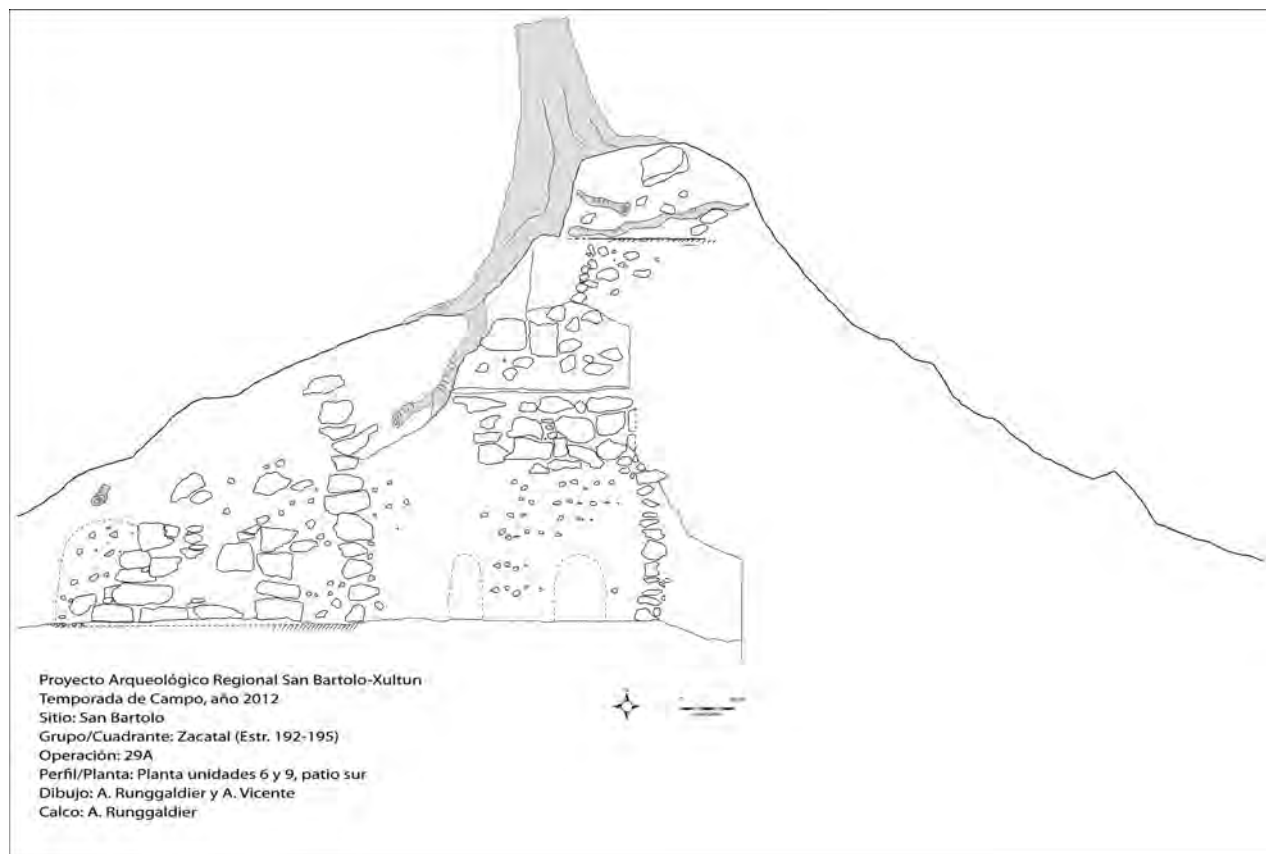 Proyecto Arqueológico Regional San Bartolo-Xultun
Temporada de Campo, año 2012
Sitio: San Bartolo
Grupo/Cuadrante: Zacatal (Estr. 192-195)
Operación: 29A
Perfil/Planta: Planta unidades 6 y 9, patio sur
Dibujo: A. Runggaldier y A. Vicente
Calco: A. Runggaldier